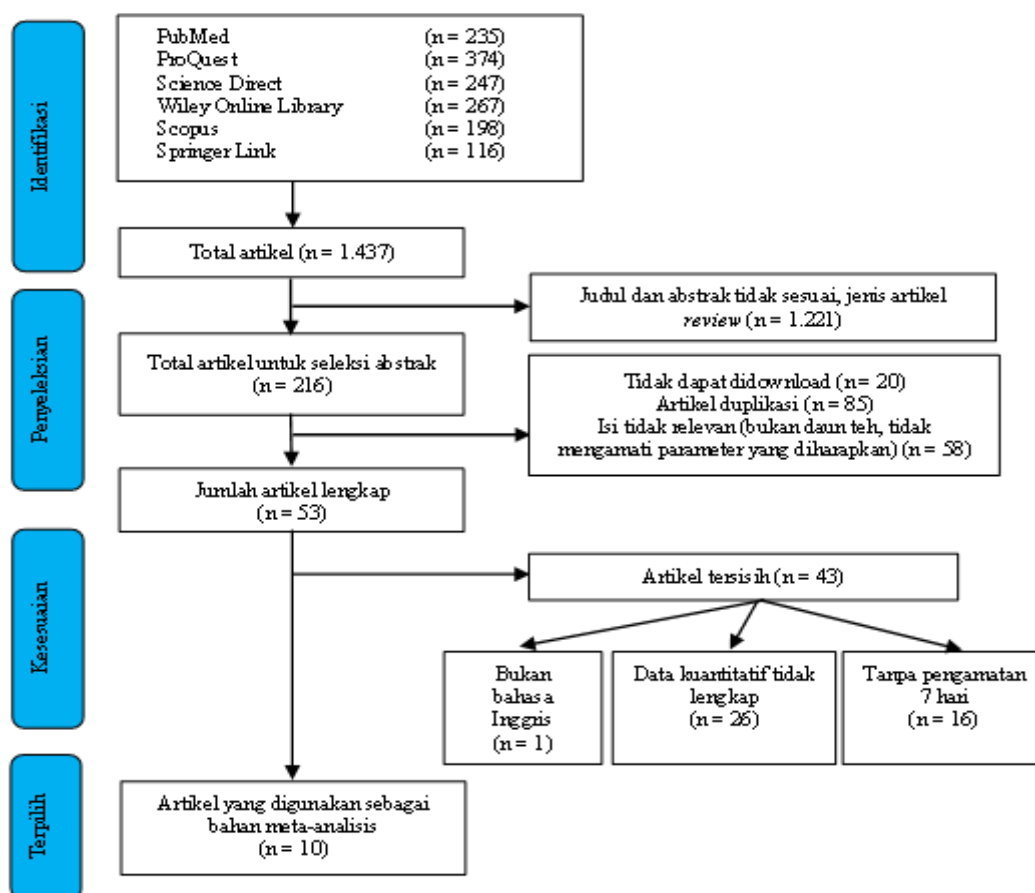 Identifikasi
PubMed (n = 235)
ProQuest (n = 374)
Science Direct (n = 247)
Wiley Online Library (n = 267)
Scopus (n = 198)
Springer Link (n = 116)
Total artikel (n = 1.437)
Penyeleksian
Judul dan abstrak tidak sesuai, jenis artikel
review (n = 1.221)
Total artikel untuk seleksi abstrak
(n = 216)
Tidak dapat didownload (n = 20)
Artikel duplikasi (n = 85)
Isi tidak relevan (bukan daun teh, tidak
mengamati parameter yang diharapkan) (n = 58)
Jumlah artikel lengkap
(n = 53)
Kesesuaian
Artikel tersisih (n = 43)
Bukan
bahasa
Inggris
(n = 1)
Data kuantitatif tidak
lengkap
(n = 26)
Tanpa pengamatan
7 hari
(n = 16)
Terpilih
Artikel yang digunakan sebagai
bahan meta-analisis
(n = 10)